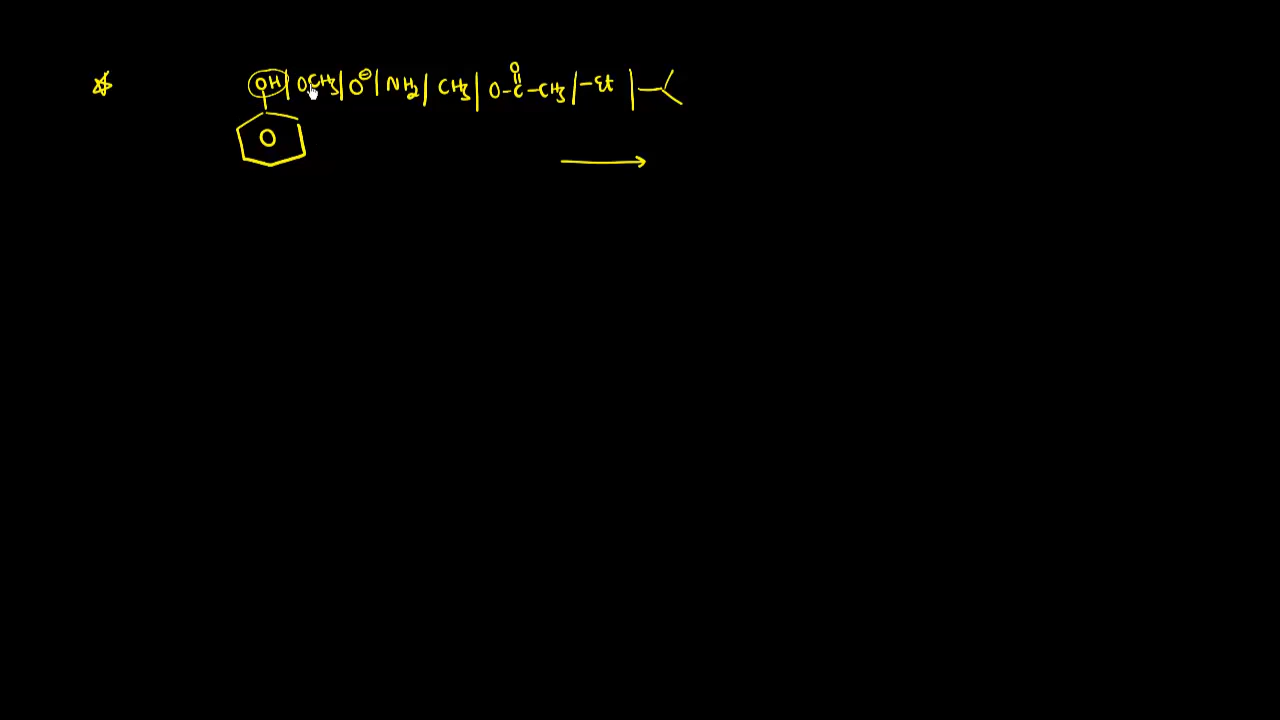 OH | OCH3 | O⊖ | NH2 | CH3 | O-C(=O)-CH3 | -Et |